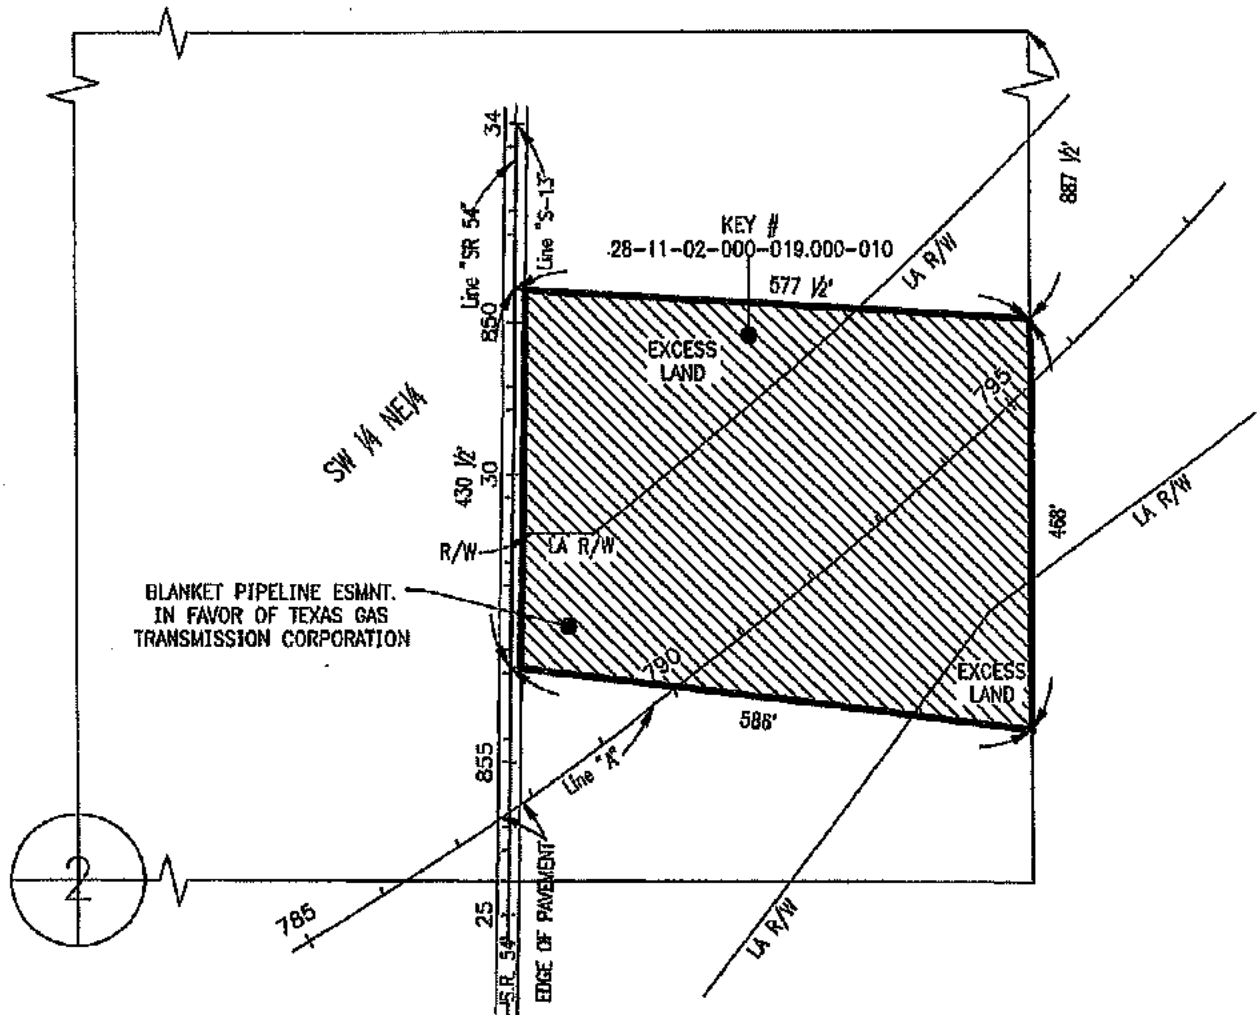 34
Line "SR 54"
Line "S-13"
887 ½'
KEY #
28-11-02-000-019.000-010
LA R/W
577 ½'
850
EXCESS
LAND
795
SW ¼ NE¼
430 ½'
30
R/W
LA R/W
468'
LA R/W
BLANKET PIPELINE ESMNT.
IN FAVOR OF TEXAS GAS
TRANSMISSION CORPORATION
790
EXCESS
LAND
586'
855
Line "A"
2
785
25
S.R. 54
EDGE OF PAVEMENT
LA R/W